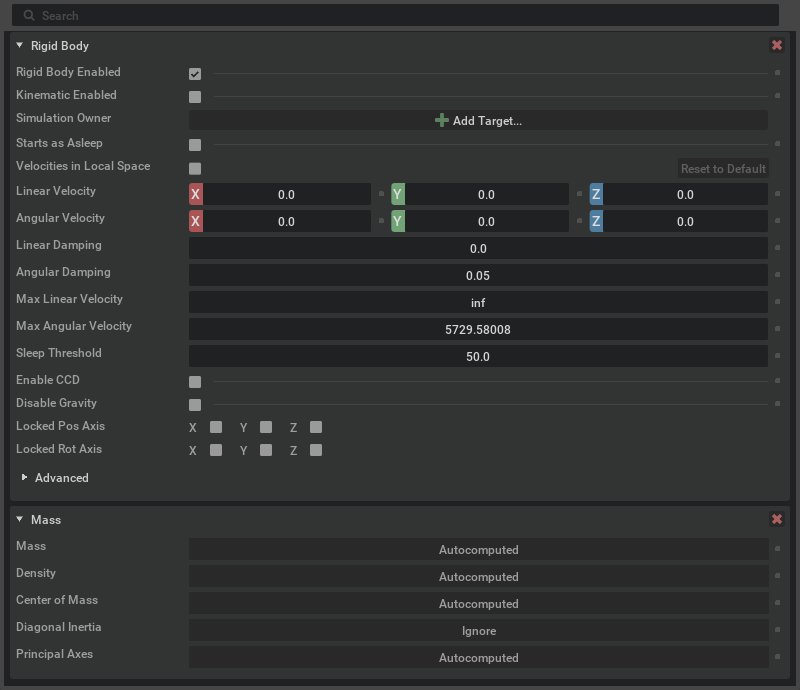 Search
Rigid Body
Rigid Body Enabled
Kinematic Enabled
Simulation Owner Add Target...
Starts as Asleep
Velocities in Local Space Reset to Default
Linear Velocity X 0.0 Y 0.0 Z 0.0
Angular Velocity X 0.0 Y 0.0 Z 0.0
Linear Damping 0.0
Angular Damping 0.05
Max Linear Velocity inf
Max Angular Velocity 5729.58008
Sleep Threshold 50.0
Enable CCD
Disable Gravity
Locked Pos Axis X Y Z
Locked Rot Axis X Y Z
Advanced
Mass
Mass Autocomputed
Density Autocomputed
Center of Mass Autocomputed
Diagonal Inertia Ignore
Principal Axes Autocomputed